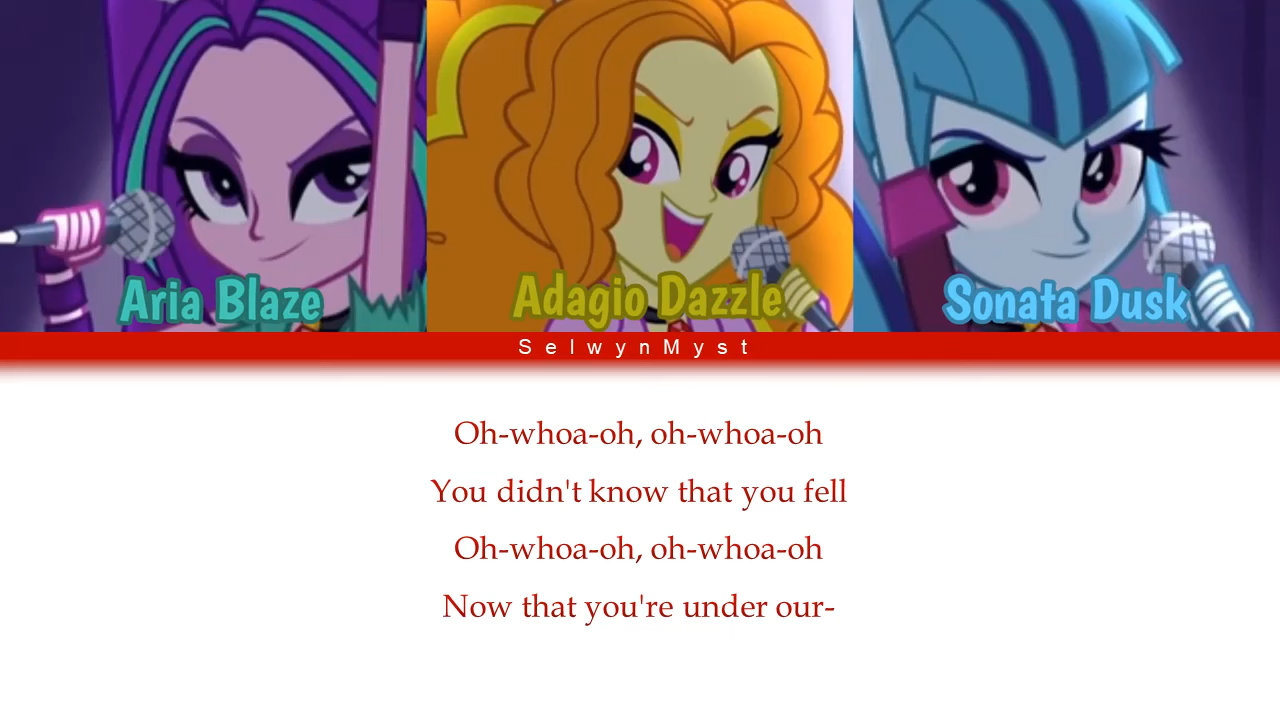 Aria Blaze
Adagio Dazzle
Sonata Dusk
SelwynMyst
Oh-whoa-oh, oh-whoa-oh
You didn't know that you fell
Oh-whoa-oh, oh-whoa-oh
Now that you're under our-